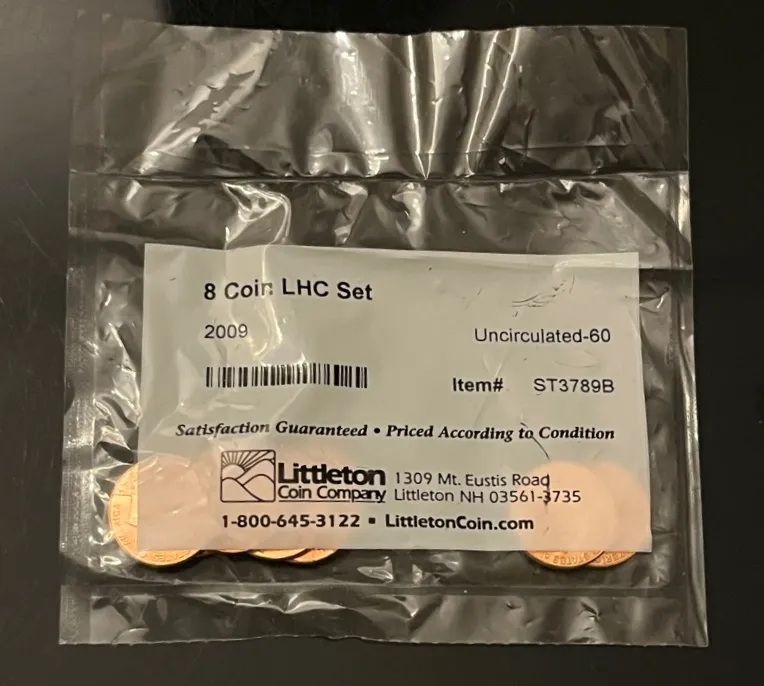 8 Coin LHC Set
2009 Uncirculated-60
Item# ST3789B
Satisfaction Guaranteed • Priced According to Condition
Littleton
Coin Company
1309 Mt. Eustis Road
Littleton NH 03561-3735
1-800-645-3122 ▪ LittletonCoin.com